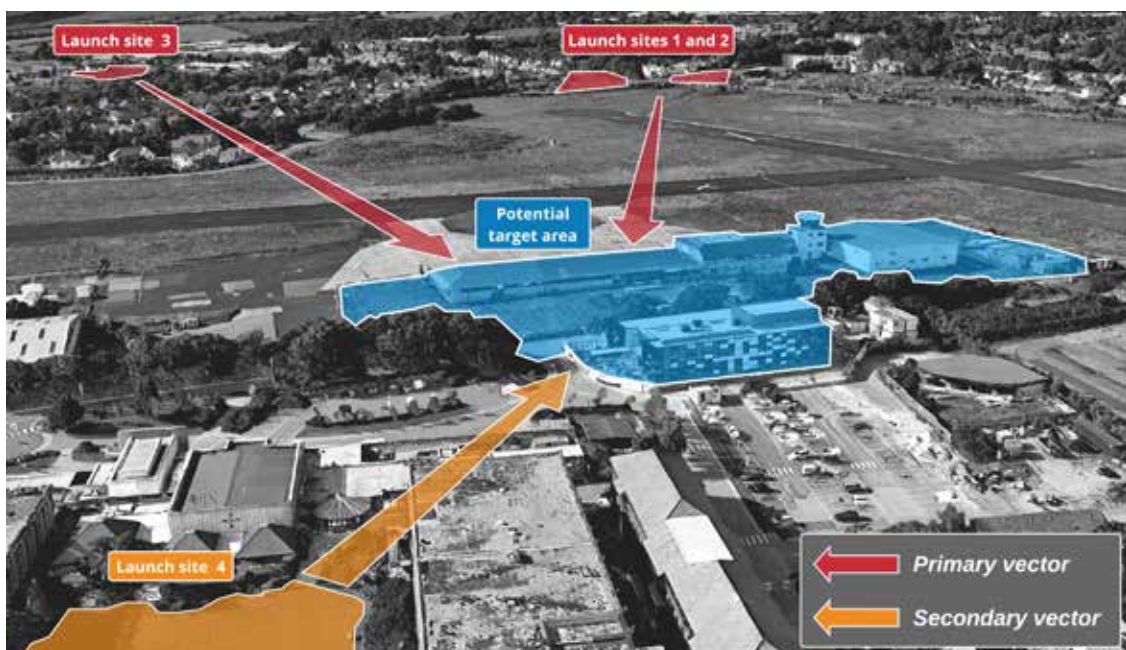 Launch site 3
Launch sites 1 and 2
Potential
target area
Launch site 4
Primary vector
Secondary vector